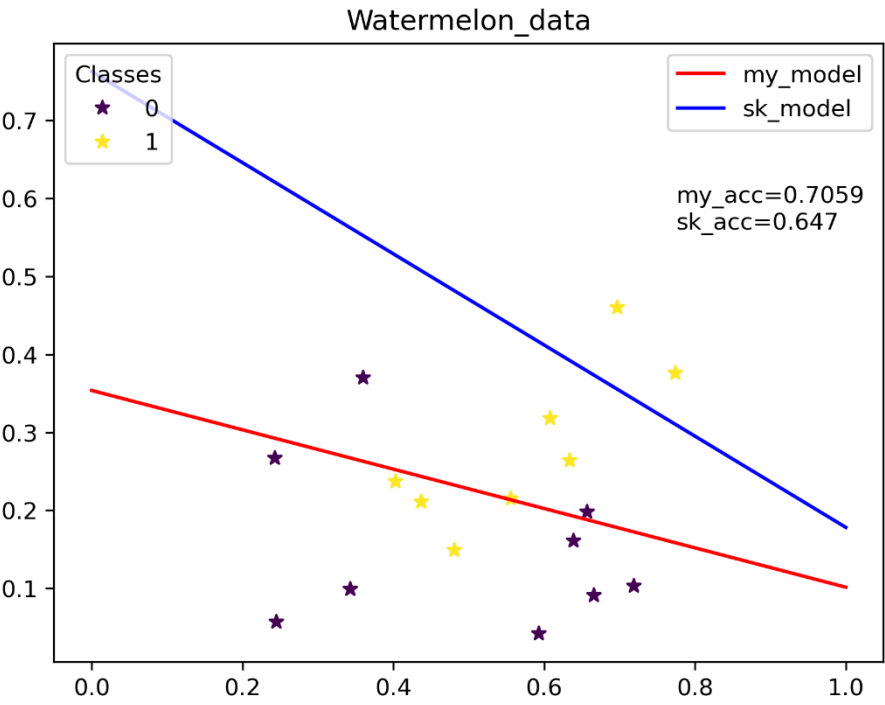 Watermelon_data
Classes
0
1
my_model
sk_model
my_acc=0.7059
sk_acc=0.647
0.7
0.6
0.5
0.4
0.3
0.2
0.1
0.0 0.2 0.4 0.6 0.8 1.0